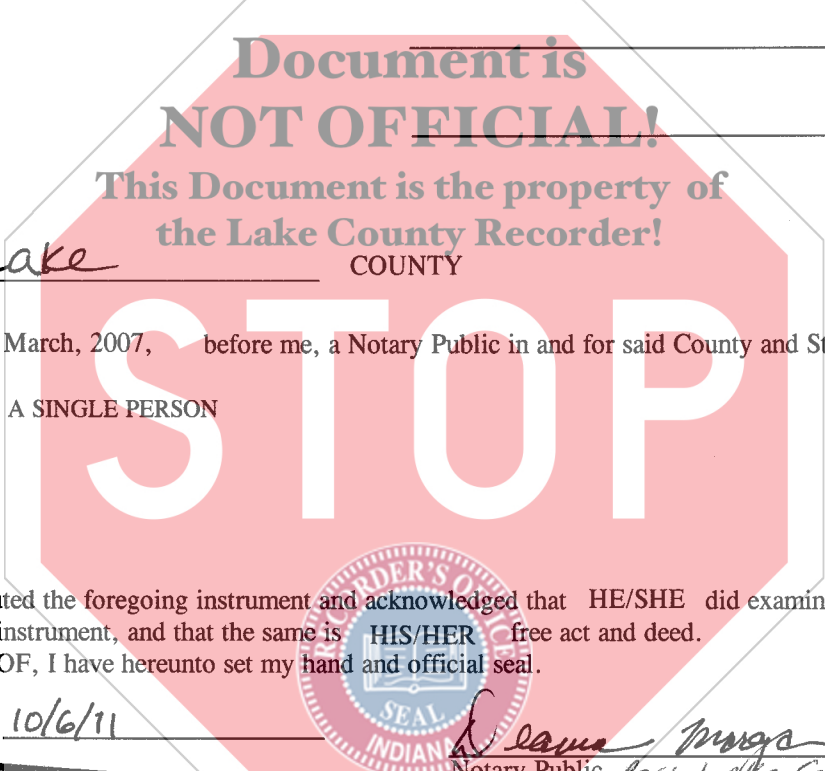 Document is
NOT OFFICIAL!
This Document is the property of
the Lake County Recorder!
ake COUNTY
March, 2007, before me, a Notary Public in and for said County and St
A SINGLE PERSON
STOP
uted the foregoing instrument and acknowledged that HE/SHE did examin
instrument, and that the same is HIS/HER free act and deed.
OF, I have hereunto set my hand and official seal.
RECORDER'S OFFICE
SEAL
INDIANA
10/6/11
Notary Public